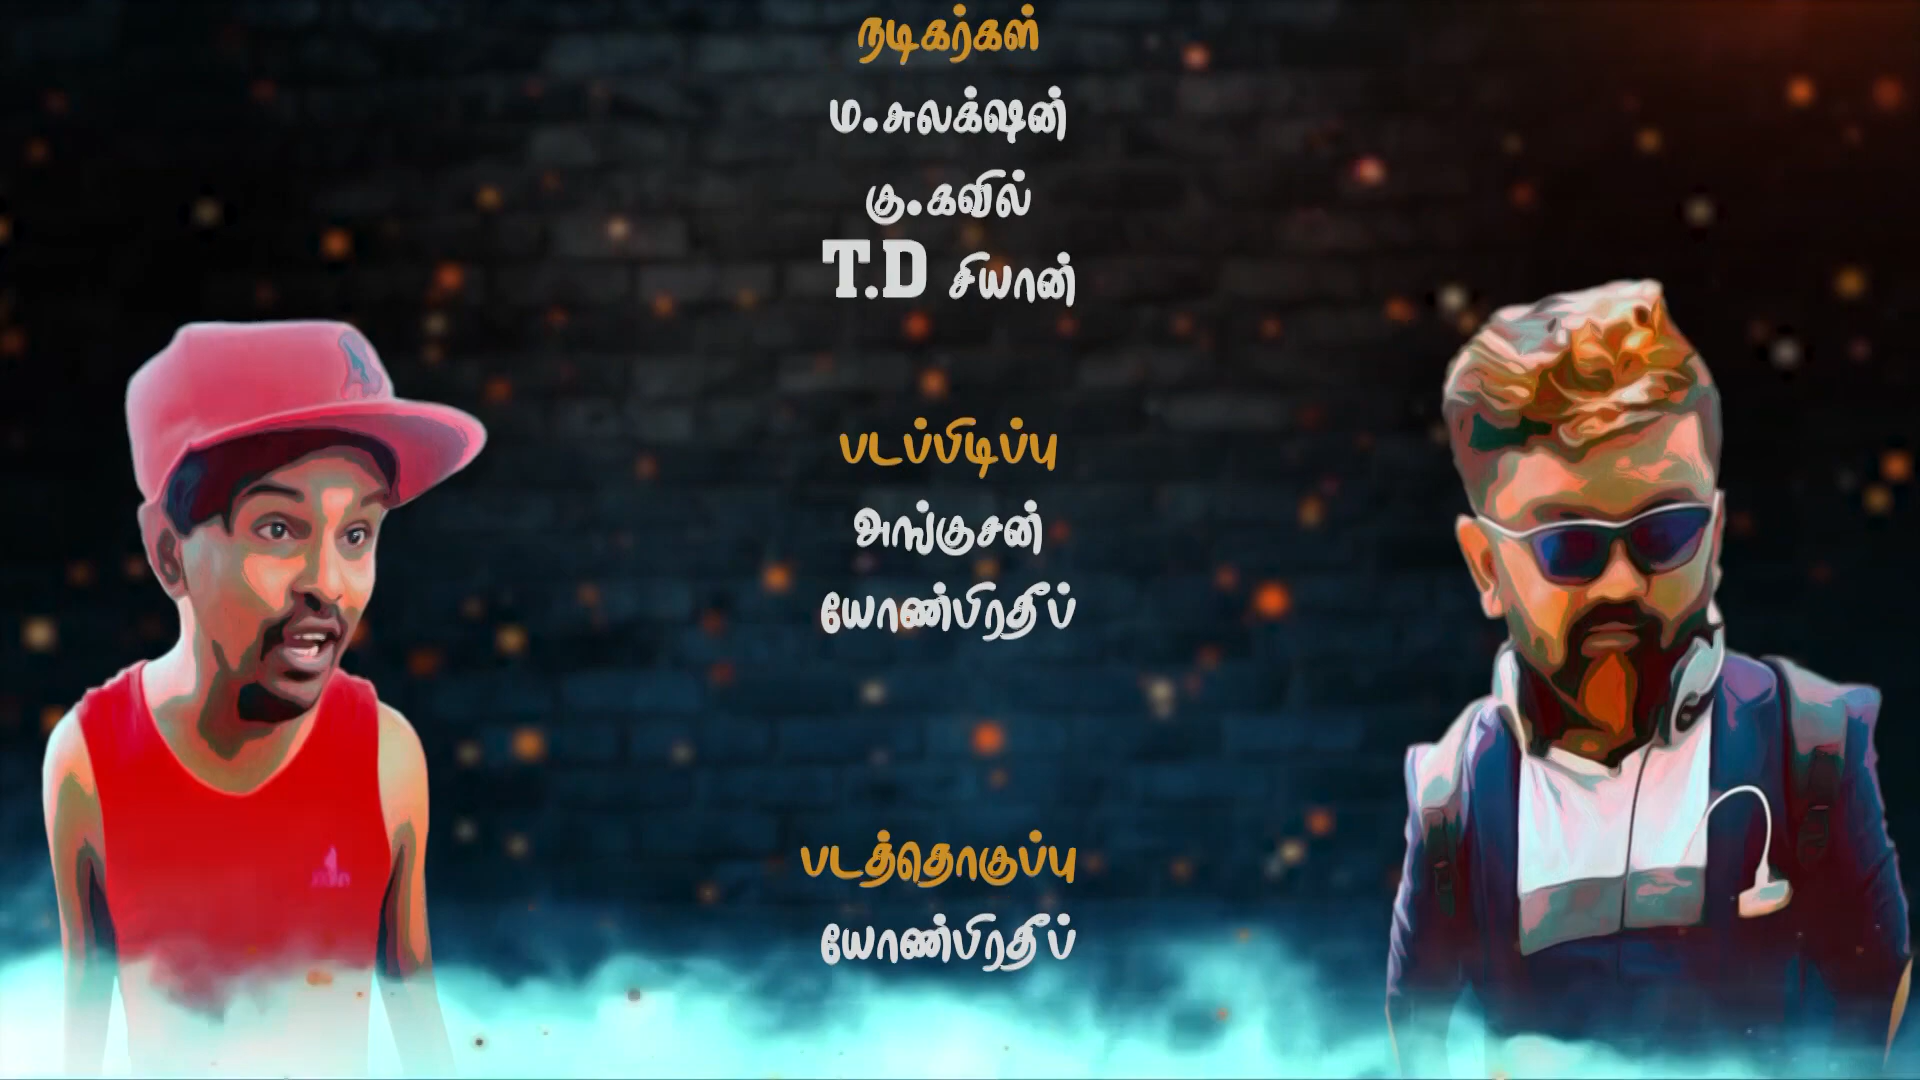 நடிகர்கள்
ம.சுலக்‌ஷன்
கு.கவில்
T.D சியான்
படப்பிடிப்பு
அங்குசன்
யோண்பிரதீப்
படத்தொகுப்பு
யோண்பிரதீப்